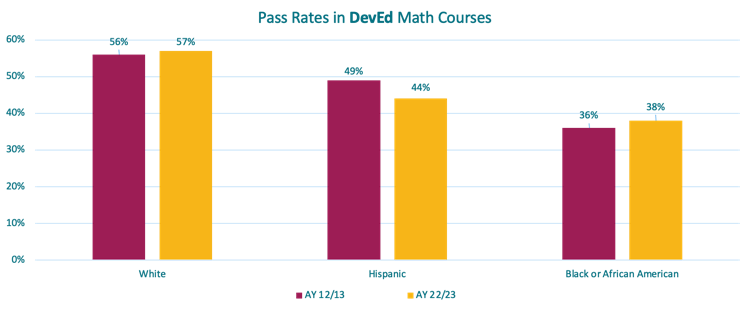 Pass Rates in DevEd Math Courses
60%
50%
40%
30%
20%
10%
0%
56%
57%
49%
44%
36%
38%
White
Hispanic
Black or African American
AY 12/13
AY 22/23